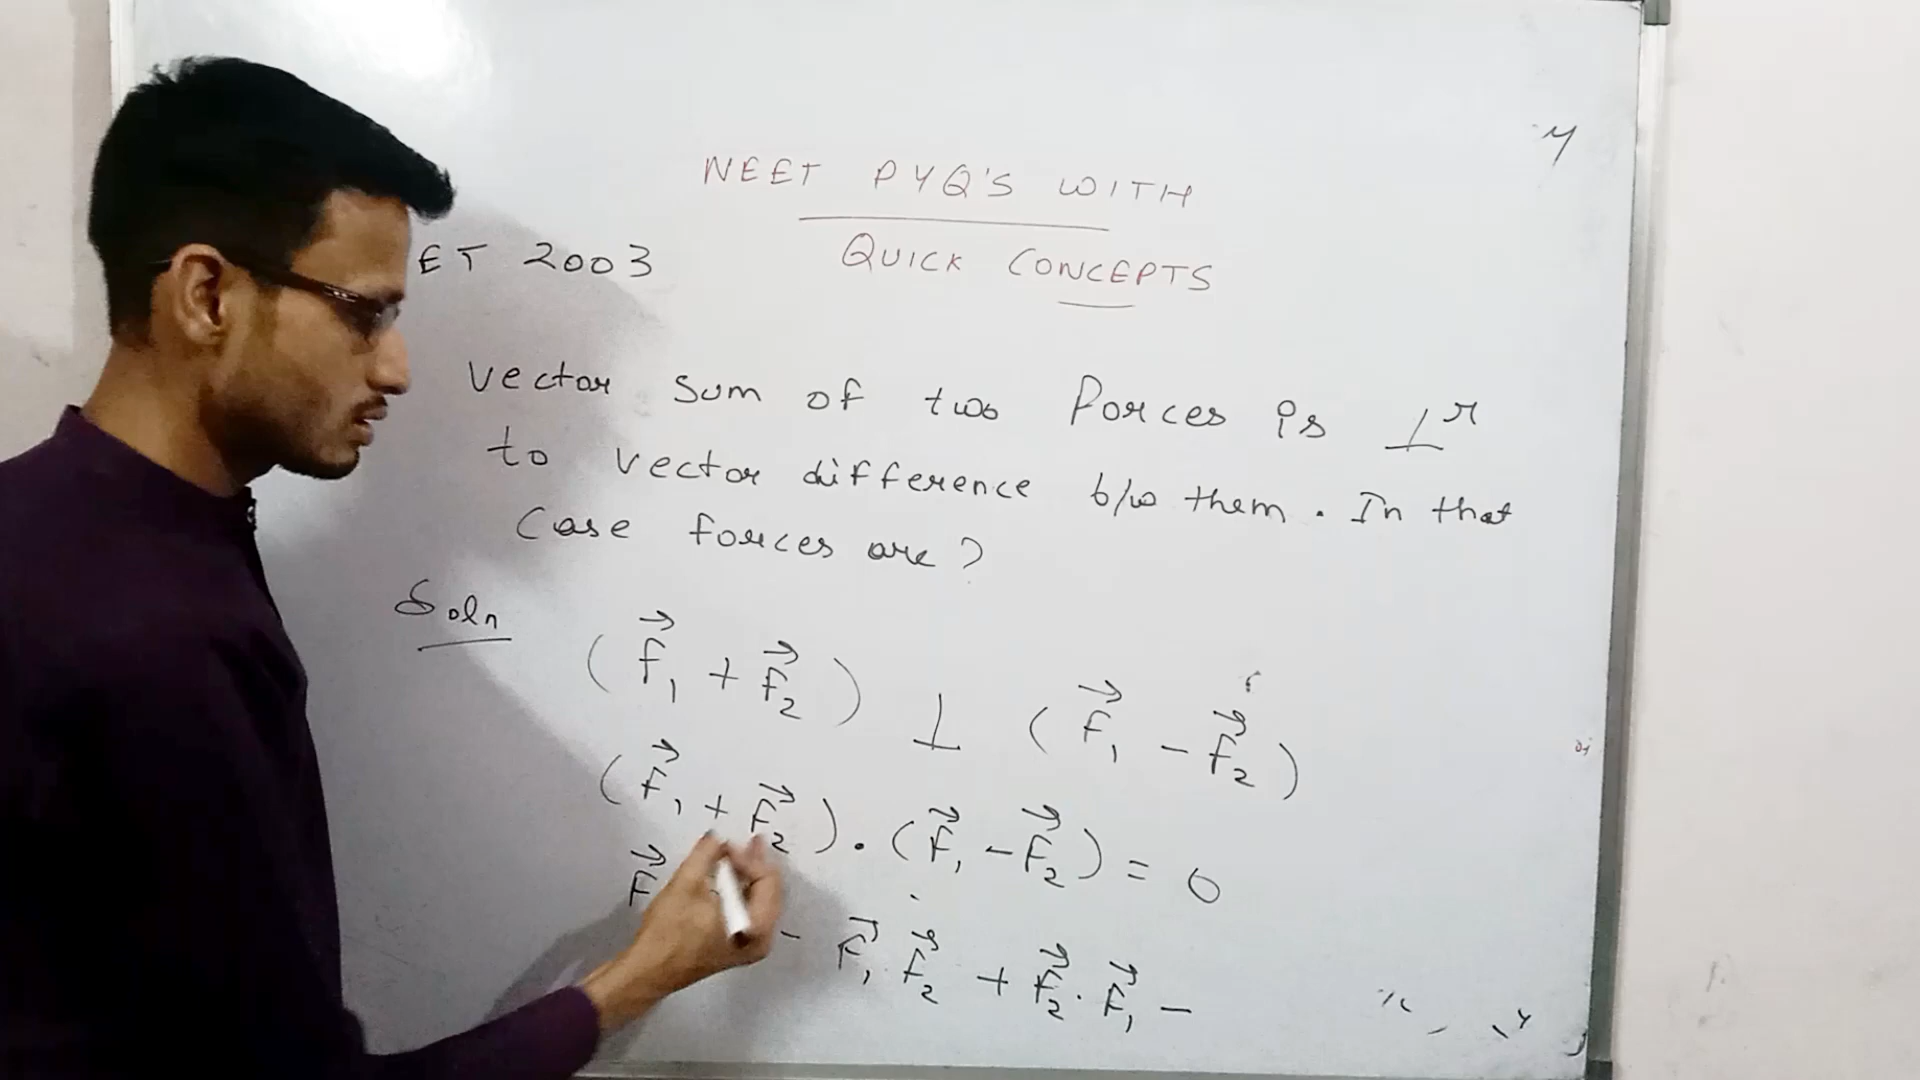 NEET PYQ'S WITH
QUICK CONCEPTS
ET 2003
Vector sum of two forces is ⊥r
to vector difference b/w them. In that
Case forces are?
Soln
(F⃗₁ + F⃗₂) ⊥ (F⃗₁ - F⃗₂)
(F⃗₁ + F⃗₂) . (F⃗₁ - F⃗₂) = 0
F⃗ - F⃗₁ . F⃗₂ + F⃗₂ . F⃗₁ -